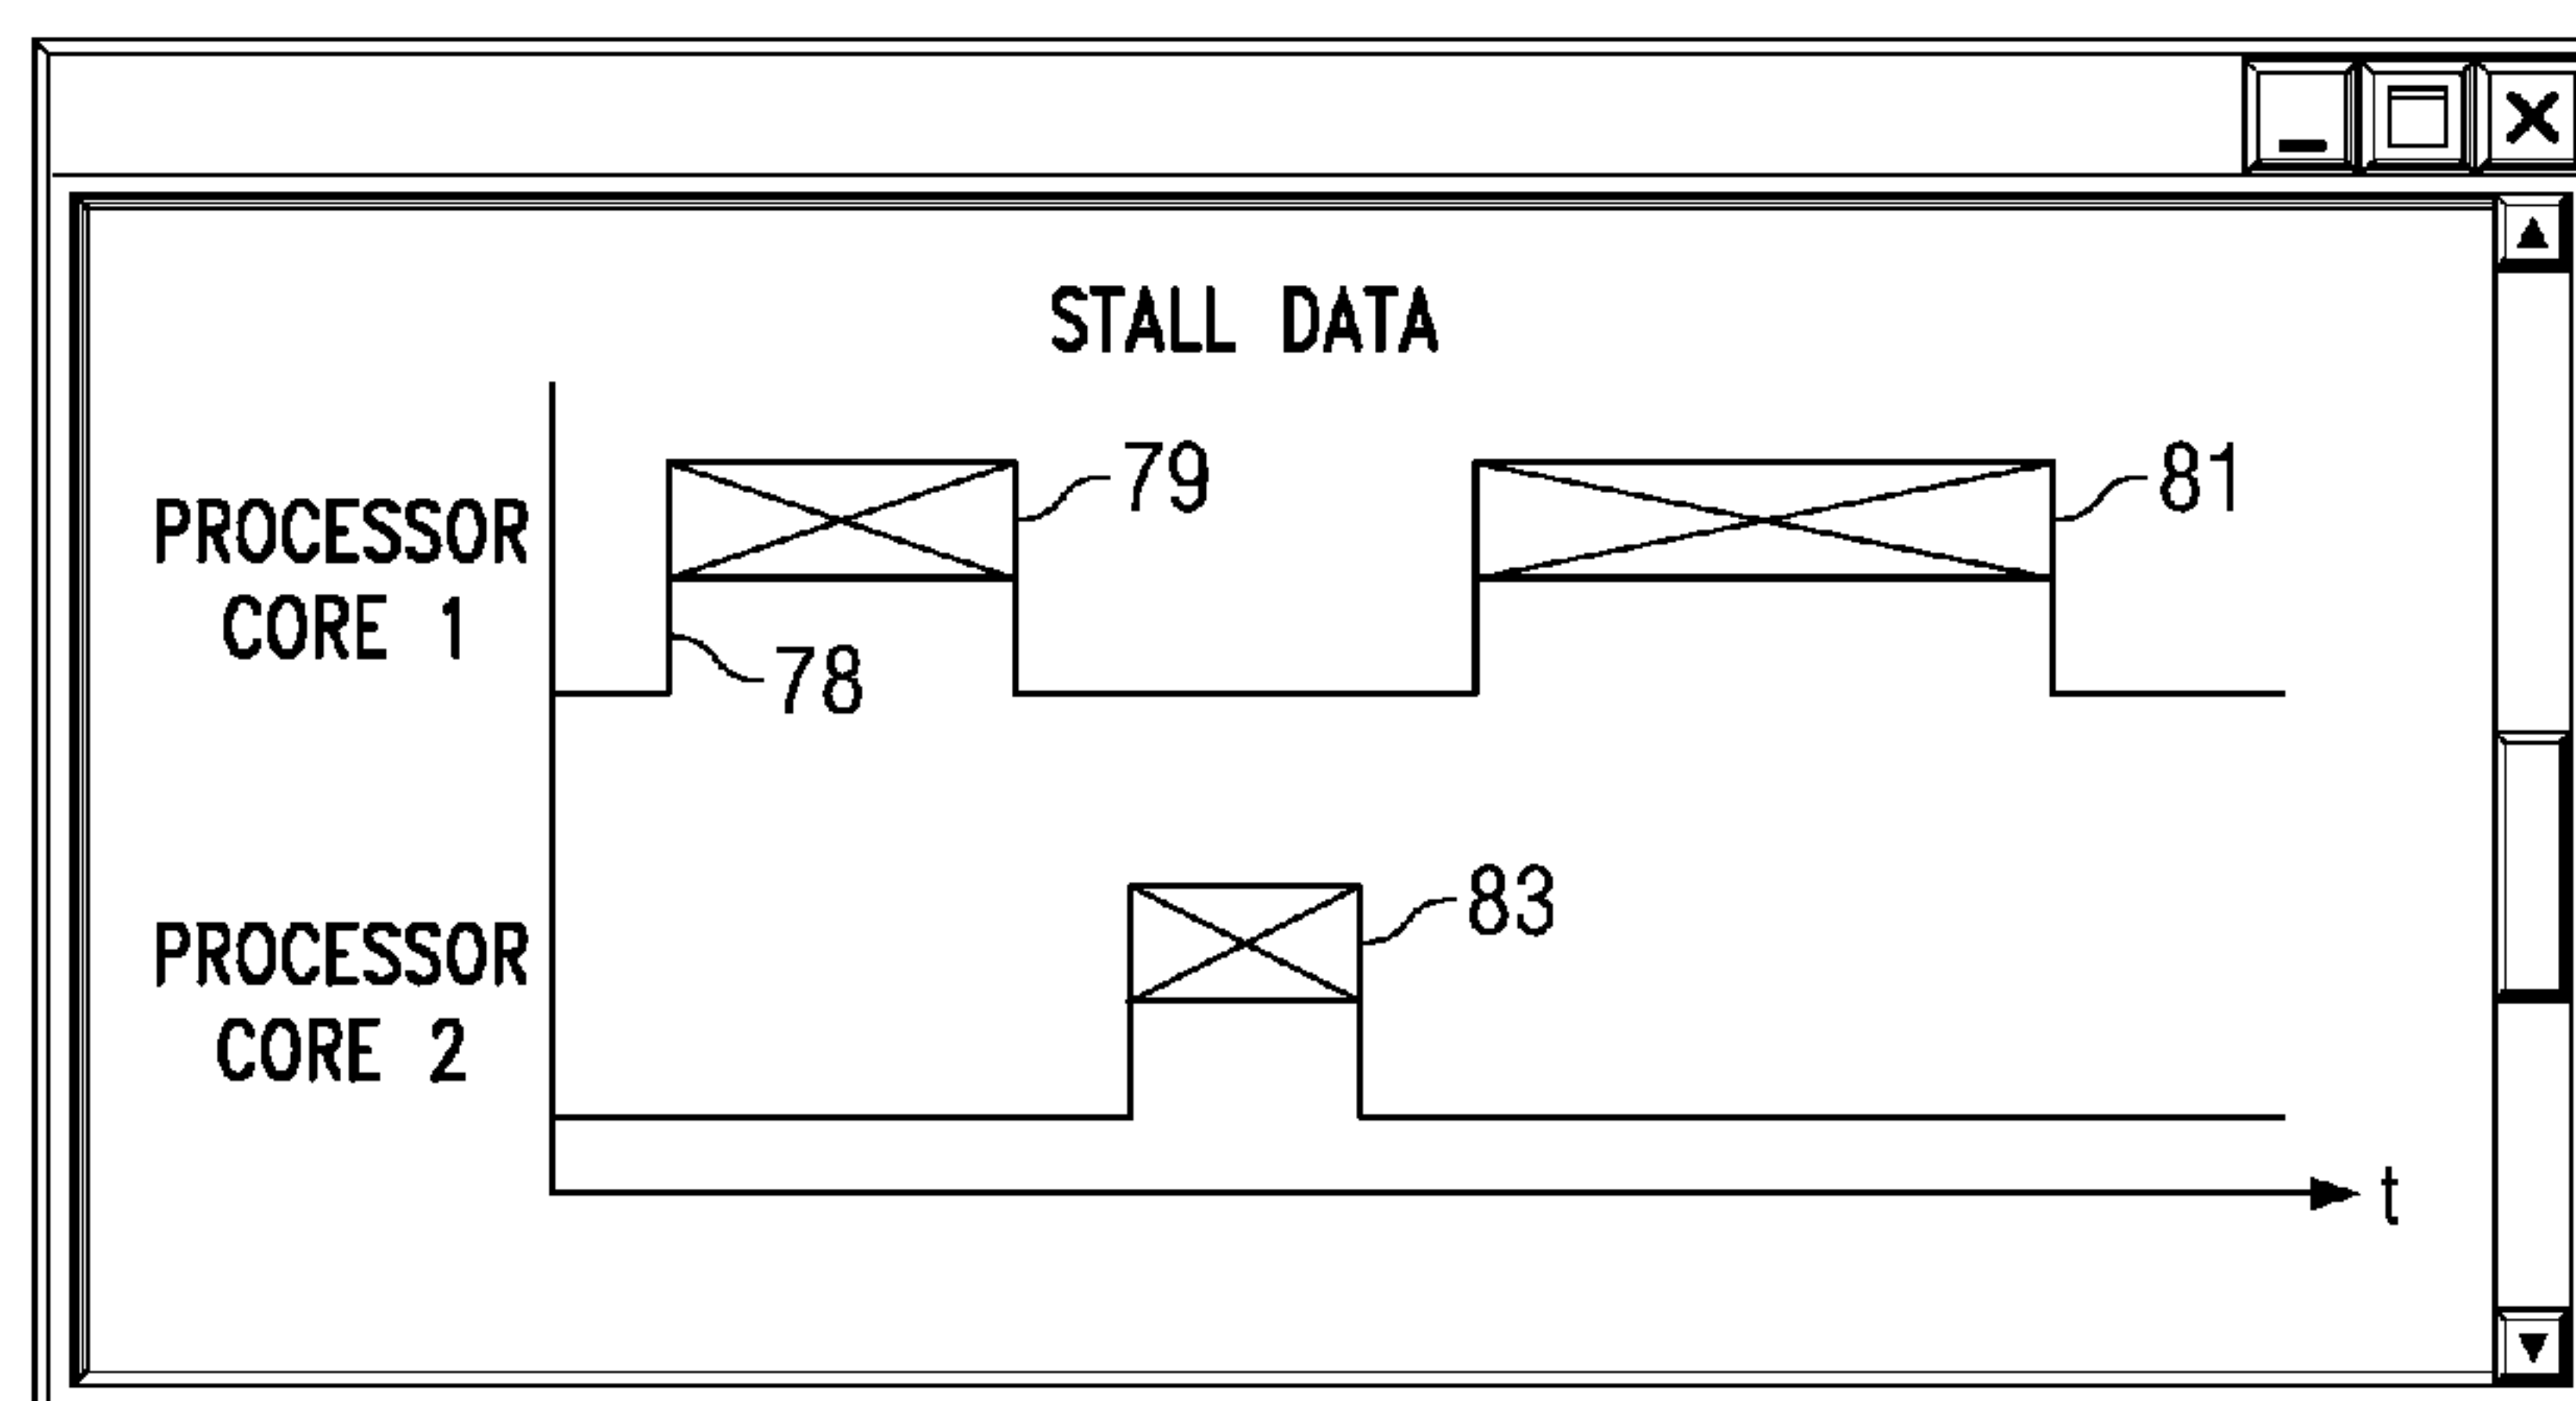 STALL DATA
79
81
PROCESSOR
CORE 1
78
83
PROCESSOR
CORE 2
t